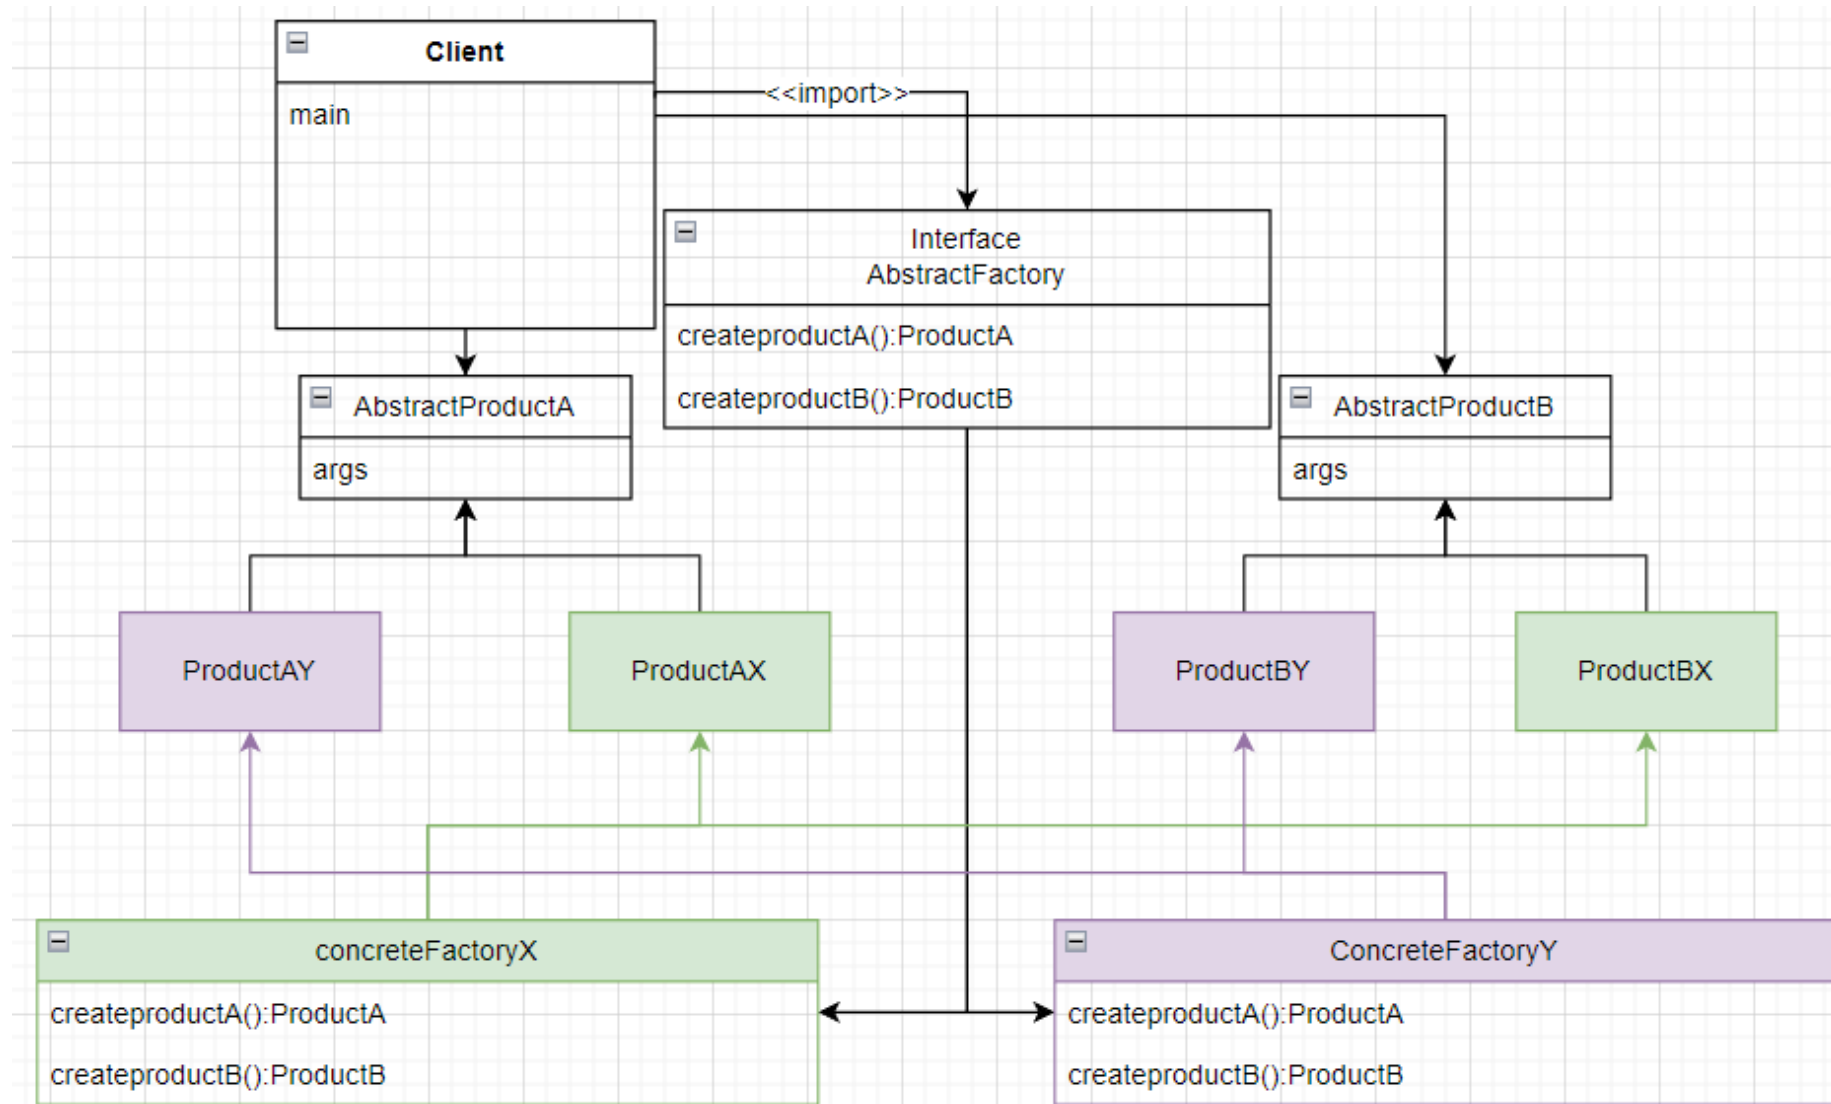 Client
main
<<import>>
Interface
AbstractFactory
createproductA():ProductA
createproductB():ProductB
AbstractProductA
args
AbstractProductB
args
ProductAY
ProductAX
ProductBY
ProductBX
concreteFactoryX
createproductA():ProductA
createproductB():ProductB
ConcreteFactoryY
createproductA():ProductA
createproductB():ProductB